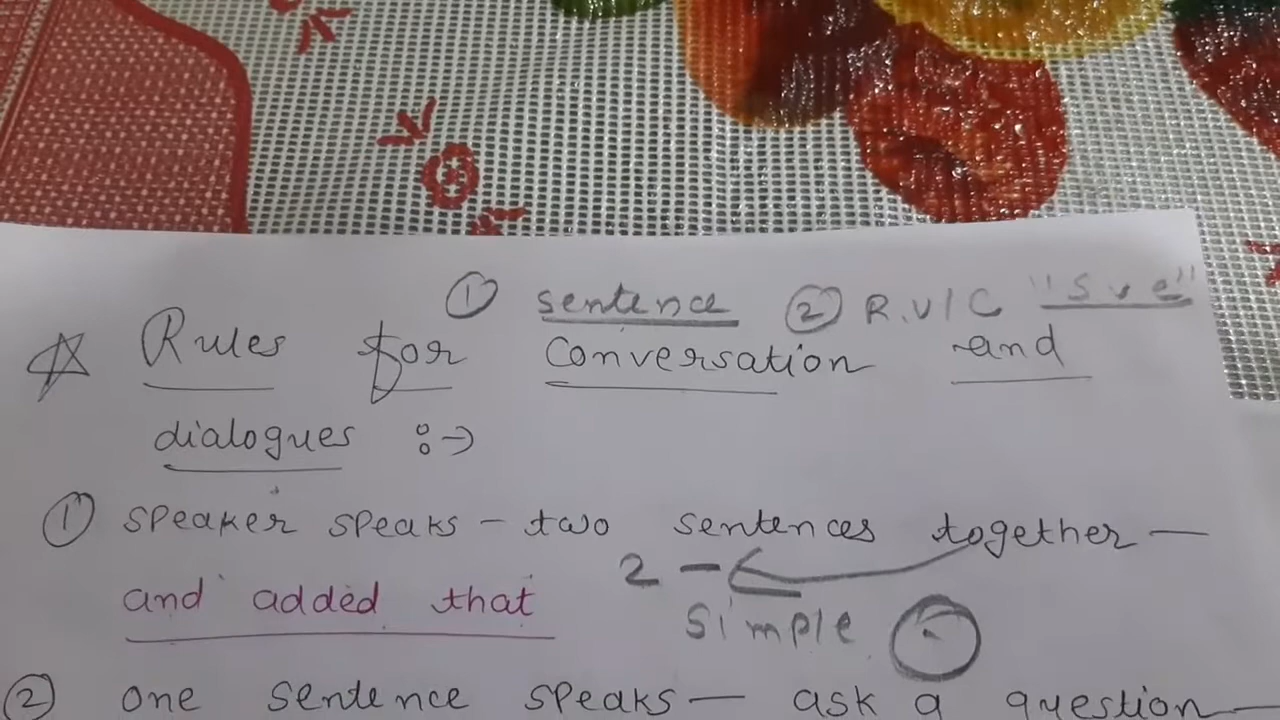 ① sentence ② R.V/C "Sve"
☆ Rules for Conversation and
dialogues :→
① speaker speaks – two sentences together —
2 –
and added that
simple .
② one sentence speaks — ask a question —